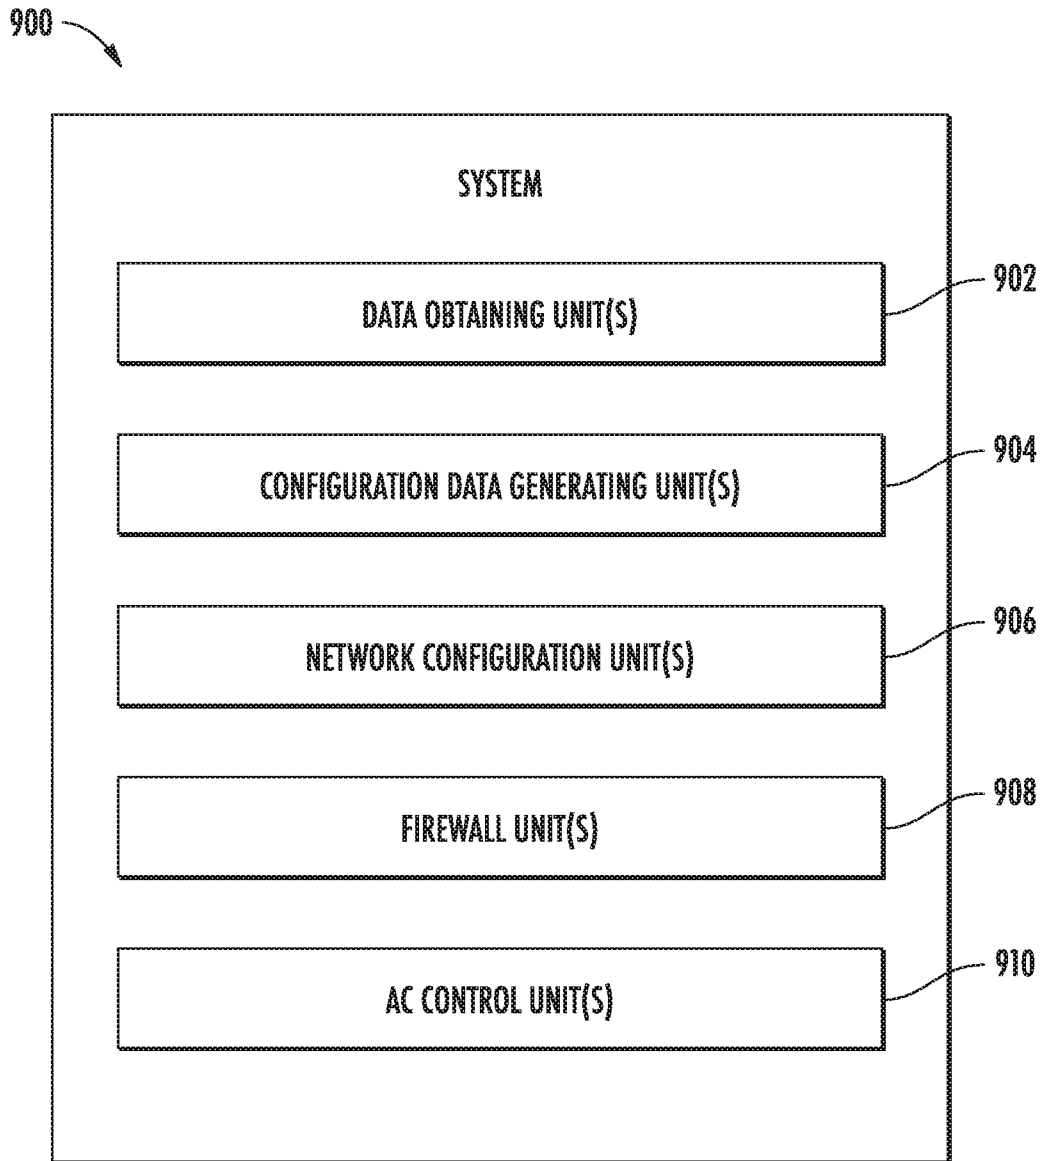 900
SYSTEM
DATA OBTAINING UNIT(S)
902
CONFIGURATION DATA GENERATING UNIT(S)
904
NETWORK CONFIGURATION UNIT(S)
906
FIREWALL UNIT(S)
908
AC CONTROL UNIT(S)
910